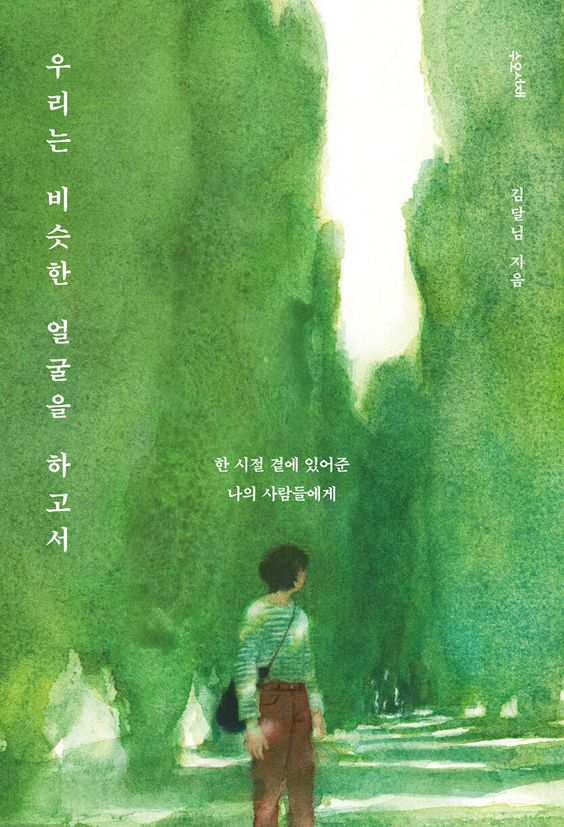 우리는 비슷한 얼굴을 하고서
수오서재
김달님 지음
한 시절 곁에 있어준
나의 사람들에게